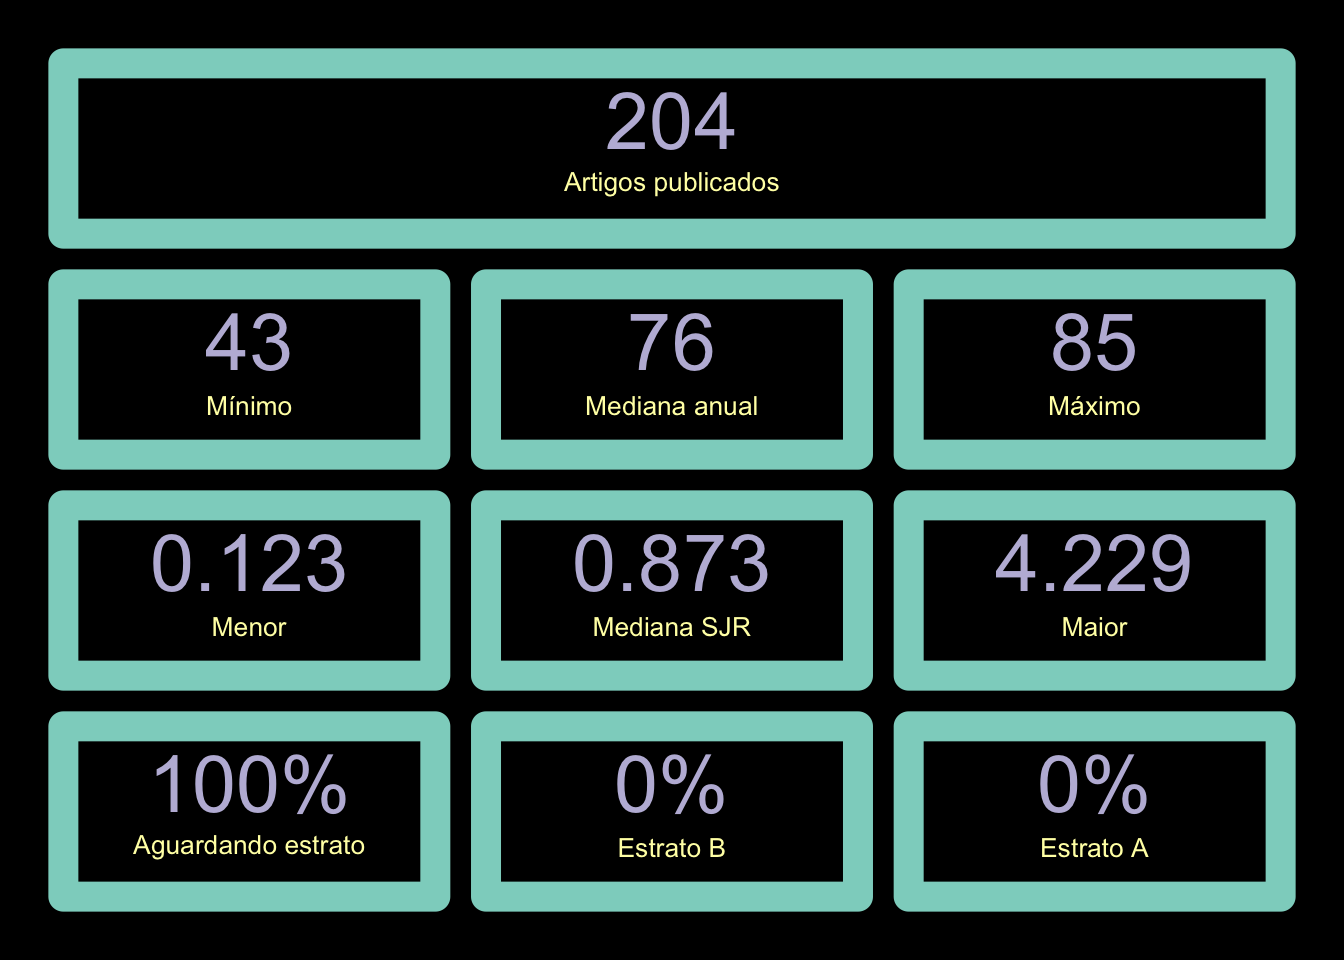 204
Artigos publicados
43
Mínimo
76
Mediana anual
85
Máximo
0.123
Menor
0.873
Mediana SJR
4.229
Maior
100%
Aguardando estrato
0%
Estrato B
0%
Estrato A